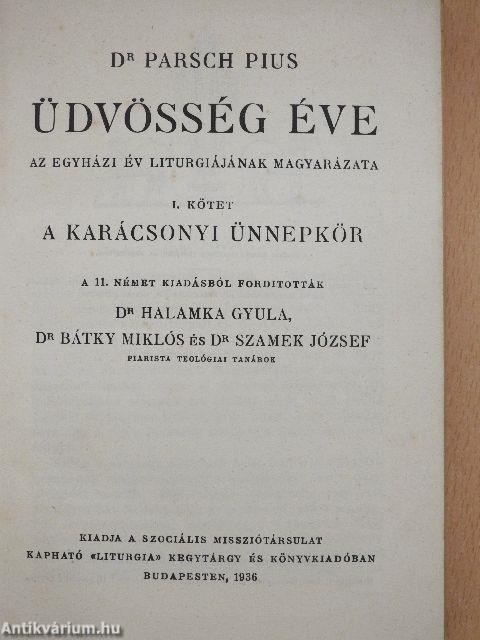 Dr PARSCH PIUS
ÜDVÖSSÉG ÉVE
AZ EGYHÁZI ÉV LITURGIÁJÁNAK MAGYARÁZATA
I. KÖTET
A KARÁCSONYI ÜNNEPKÖR
A 11. NÉMET KIADÁSBÓL FORDITOTTÁK
Dr HALAMKA GYULA,
Dr BÁTKY MIKLÓS ÉS Dr SZAMEK JÓZSEF
PIARISTA TEOLÓGIAI TANÁROK
KIADJA A SZOCIÁLIS MISSZIÓTÁRSULAT
KAPHATÓ «LITURGIA» KEGYTÁRGY ÉS KÖNYVKIADÓBAN
BUDAPESTEN, 1936
Antikvárium.hu